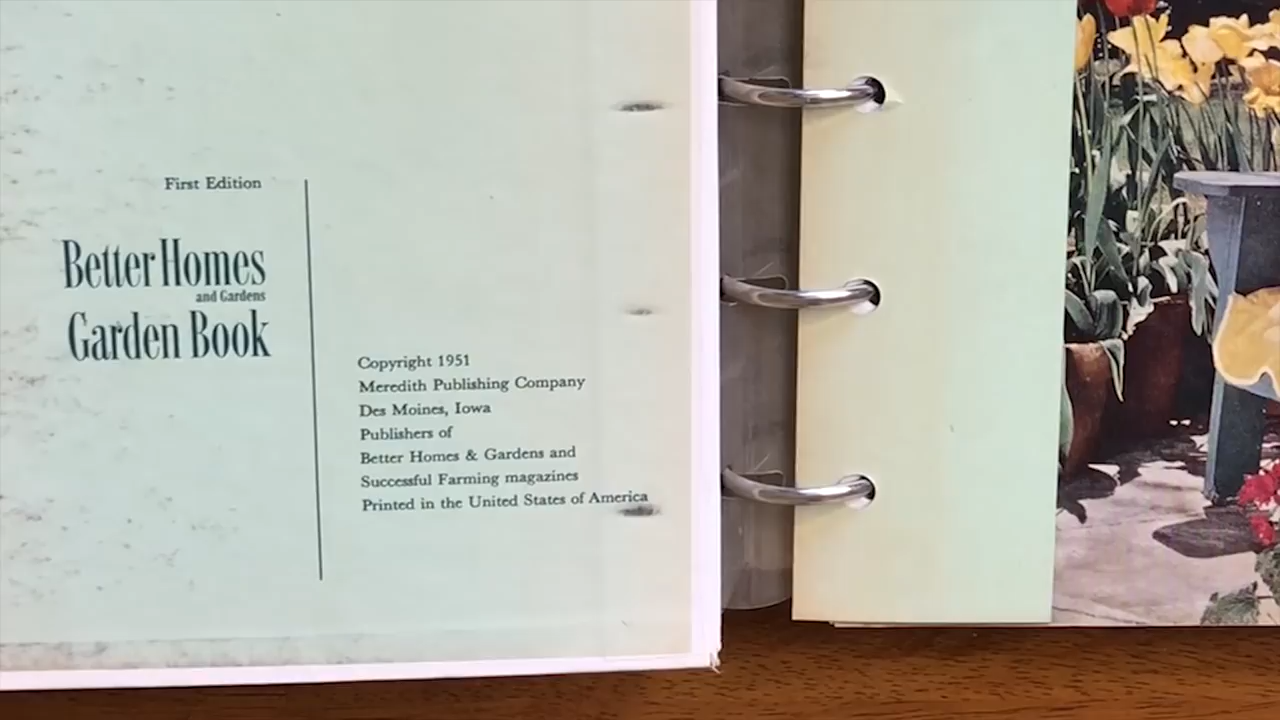 First Edition
Better Homes
and Gardens
Garden Book
Copyright 1951
Meredith Publishing Company
Des Moines, Iowa
Publishers of
Better Homes & Gardens and
Successful Farming magazines
Printed in the United States of America